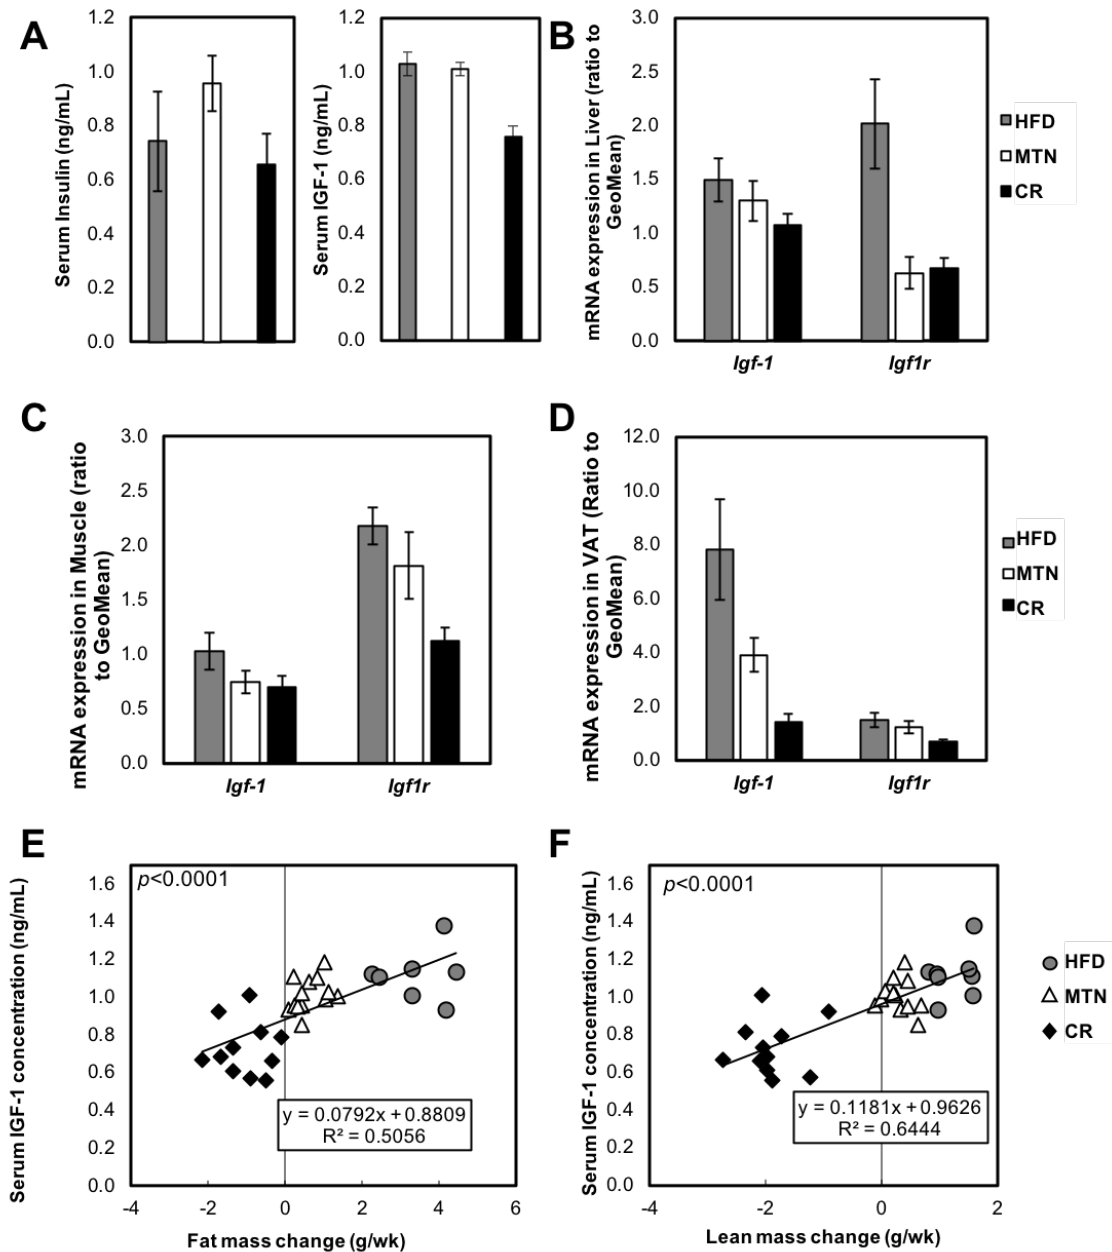 A
Serum Insulin (ng/mL)
1.2
1.0
0.8
0.6
0.4
0.2
0.0
Serum IGF-1 (ng/mL)
1.2
1.0
0.8
0.6
0.4
0.2
0.0
B
mRNA expression in Liver (ratio to
GeoMean)
3.0
2.5
2.0
1.5
1.0
0.5
0.0
Igf-1
Igf1r
HFD
MTN
CR
C
mRNA expression in Muscle (ratio
to GeoMean)
3.0
2.5
2.0
1.5
1.0
0.5
0.0
Igf-1
Igf1r
D
mRNA expression in VAT (Ratio to
GeoMean)
12.0
10.0
8.0
6.0
4.0
2.0
0.0
Igf-1
Igf1r
HFD
MTN
CR
E
Serum IGF-1 concentration (ng/mL)
1.6
1.4
1.2
1.0
0.8
0.6
0.4
0.2
0.0
p<0.0001
y = 0.0792x + 0.8809
R² = 0.5056
-4
-2
0
2
4
6
Fat mass change (g/wk)
F
Serum IGF-1 concentration (ng/mL)
1.6
1.4
1.2
1.0
0.8
0.6
0.4
0.2
0.0
p<0.0001
y = 0.1181x + 0.9626
R² = 0.6444
-4
-2
0
2
Lean mass change (g/wk)
HFD
MTN
CR